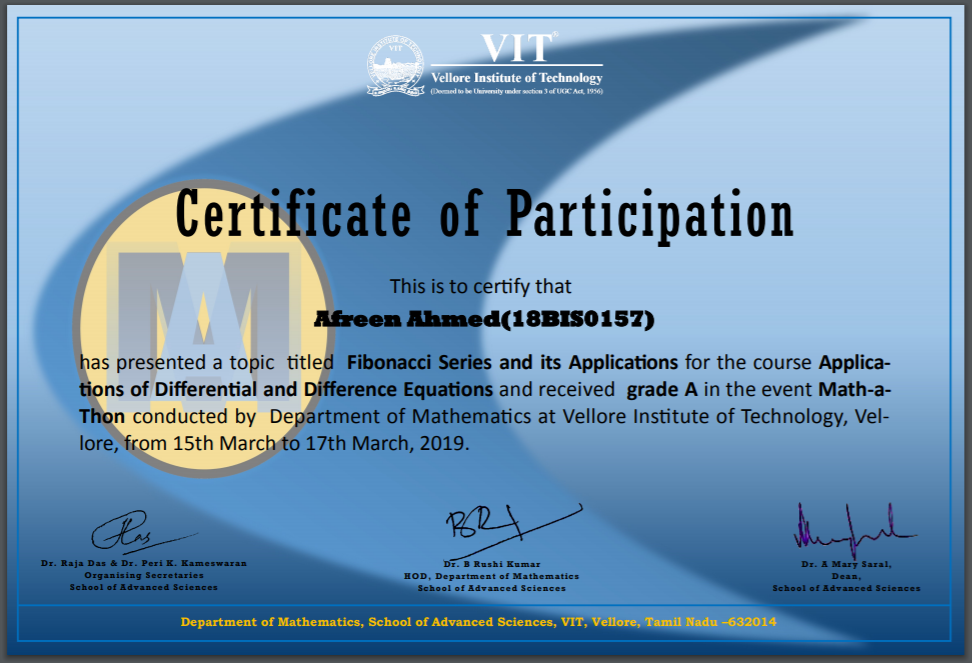 VIT
VIT®
Vellore Institute of Technology
(Deemed to be University under section 3 of UGC Act, 1956)
Certificate of Participation
This is to certify that
Afreen Ahmed(18BIS0157)
has presented a topic titled Fibonacci Series and its Applications for the course Applica-
tions of Differential and Difference Equations and received grade A in the event Math-a-
Thon conducted by Department of Mathematics at Vellore Institute of Technology, Vel-
lore, from 15th March to 17th March, 2019.
Dr. Raja Das & Dr. Peri K. Kameswaran
Organising Secretaries
School of Advanced Sciences
Dr. B Rushi Kumar
HOD, Department of Mathematics
School of Advanced Sciences
Dr. A Mary Saral,
Dean,
School of Advanced Sciences
Department of Mathematics, School of Advanced Sciences, VIT, Vellore, Tamil Nadu –632014